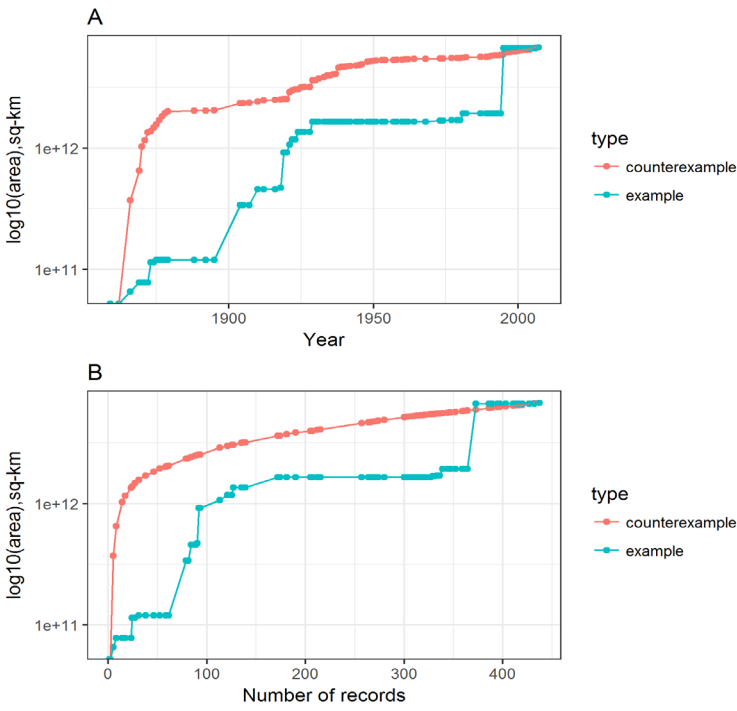 A
log10(area),sq-km
1e+12
1e+11
1900
1950
2000
Year
type
counterexample
example
B
log10(area),sq-km
1e+12
1e+11
0
100
200
300
400
Number of records
type
counterexample
example